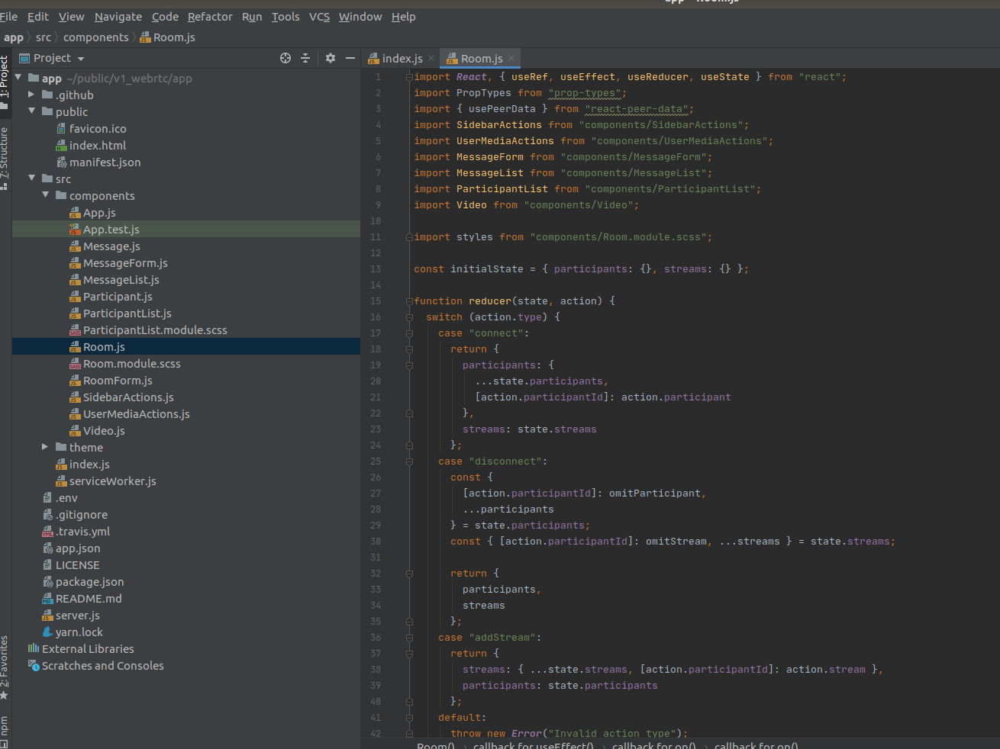 app – Room.js
File Edit View Navigate Code Refactor Run Tools VCS Window Help
app src components Room.js
1: Project
7: Structure
2: Favorites
npm
Project
app ~/public/v1_webrtc/app
.github
public
favicon.ico
index.html
manifest.json
src
components
App.js
App.test.js
Message.js
MessageForm.js
MessageList.js
Participant.js
ParticipantList.js
ParticipantList.module.scss
Room.js
Room.module.scss
RoomForm.js
SidebarActions.js
UserMediaActions.js
Video.js
theme
index.js
serviceWorker.js
.env
.gitignore
.travis.yml
app.json
LICENSE
package.json
README.md
server.js
yarn.lock
External Libraries
Scratches and Consoles
index.js Room.js
1 import React, { useRef, useEffect, useReducer, useState } from "react";
2 import PropTypes from "prop-types";
3 import { usePeerData } from "react-peer-data";
4 import SidebarActions from "components/SidebarActions";
5 import UserMediaActions from "components/UserMediaActions";
6 import MessageForm from "components/MessageForm";
7 import MessageList from "components/MessageList";
8 import ParticipantList from "components/ParticipantList";
9 import Video from "components/Video";
10
11 import styles from "components/Room.module.scss";
12
13 const initialState = { participants: {}, streams: {} };
14
15 function reducer(state, action) {
16 switch (action.type) {
17 case "connect":
18 return {
19 participants: {
20 ...state.participants,
21 [action.participantId]: action.participant
22 },
23 streams: state.streams
24 };
25 case "disconnect":
26 const {
27 [action.participantId]: omitParticipant,
28 ...participants
29 } = state.participants;
30 const { [action.participantId]: omitStream, ...streams } = state.streams;
31
32 return {
33 participants,
34 streams
35 };
36 case "addStream":
37 return {
38 streams: { ...state.streams, [action.participantId]: action.stream },
39 participants: state.participants
40 };
41 default:
42 throw new Error("Invalid action type");
Room() callback for useEffect() callback for on() callback for on()